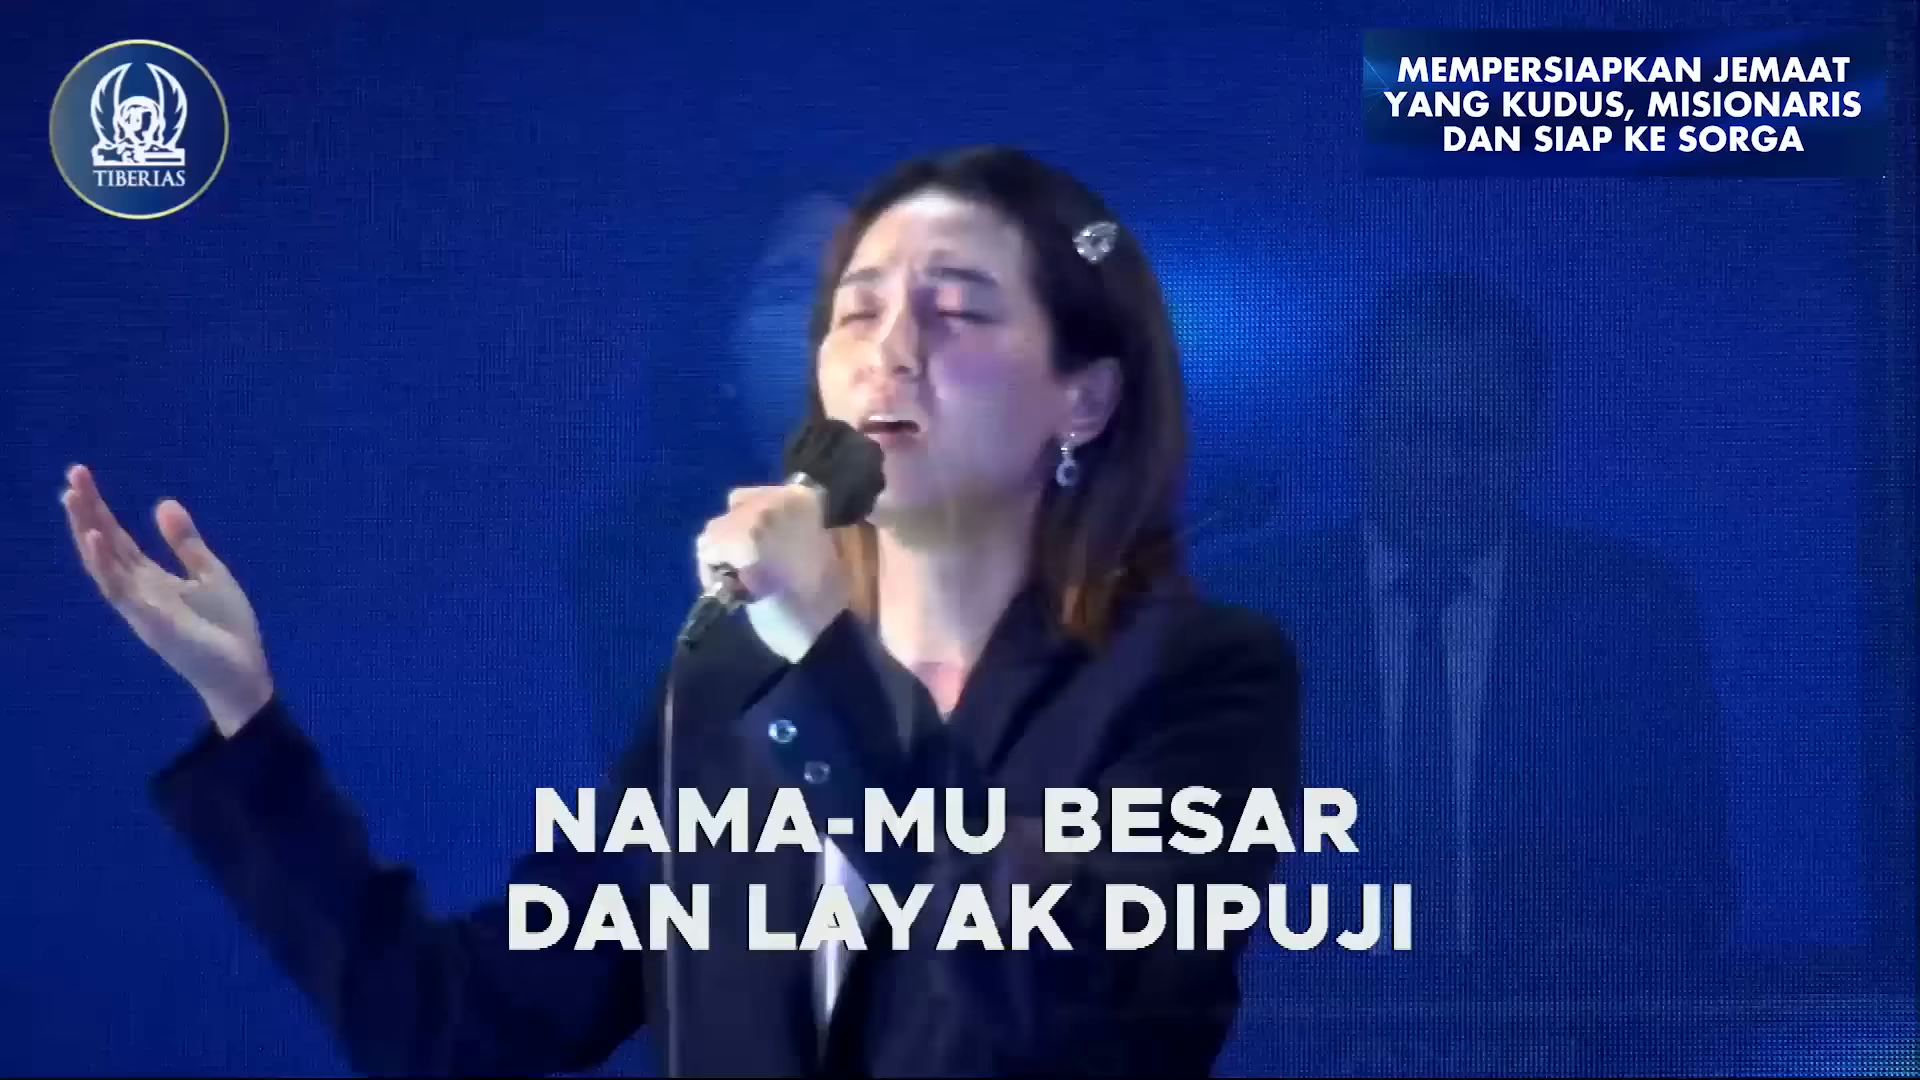 TIBERIAS
MEMPERSIAPKAN JEMAAT
YANG KUDUS, MISIONARIS
DAN SIAP KE SORGA
NAMA-MU BESAR
DAN LAYAK DIPUJI